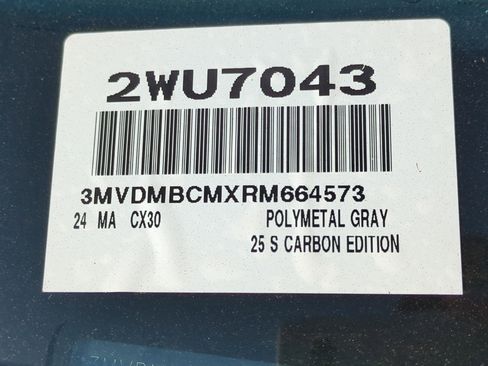 2WU7043
3MVDMBCMXRM664573
24 MA CX30 POLYMETAL GRAY
25 S CARBON EDITION